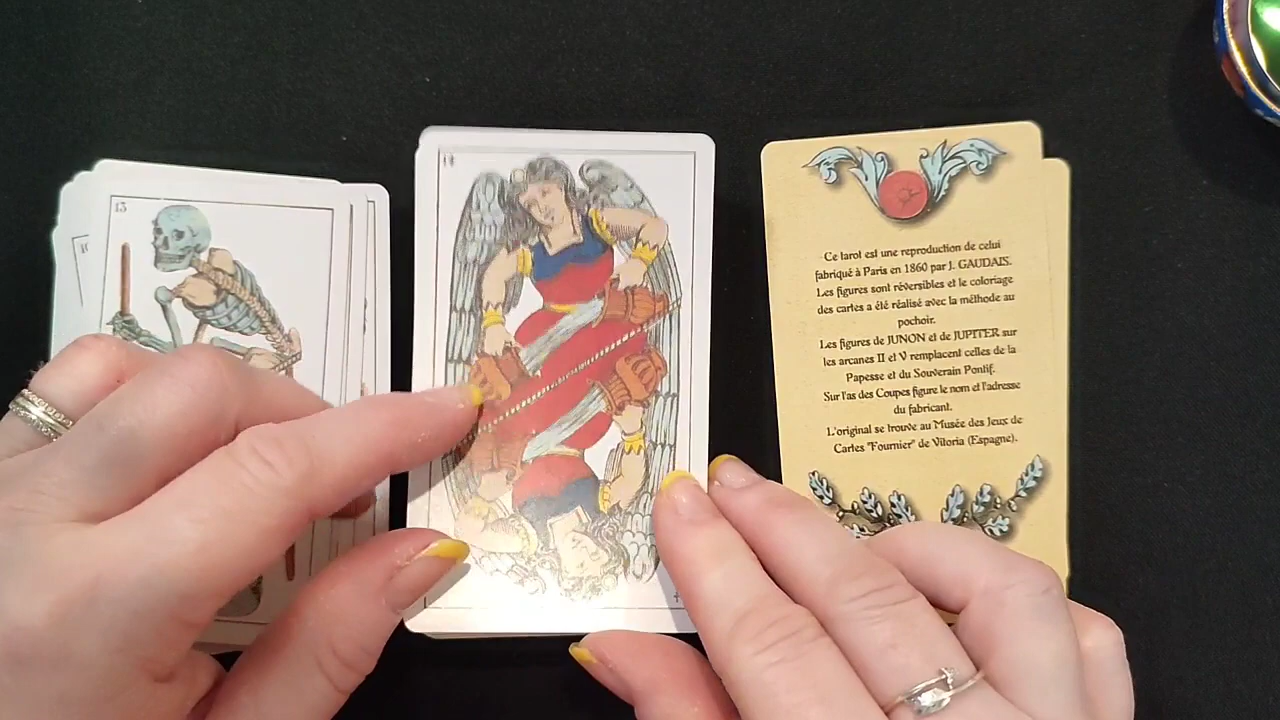 13
14
Ce tarot est une reproduction de celui
fabriqué à Paris en 1860 par J. GAUDAIS.
Les figures sont réversibles et le coloriage
des cartes a été réalisé avec la méthode au
pochoir.
Les figures de JUNON et de JUPITER sur
les arcanes II et V remplacent celles de la
Papesse et du Souverain Pontif.
Sur l'as des Coupes figure le nom et l'adresse
du fabricant.
L'original se trouve au Musée des Jeux de
Cartes "Fournier" de Vitoria (Espagne).